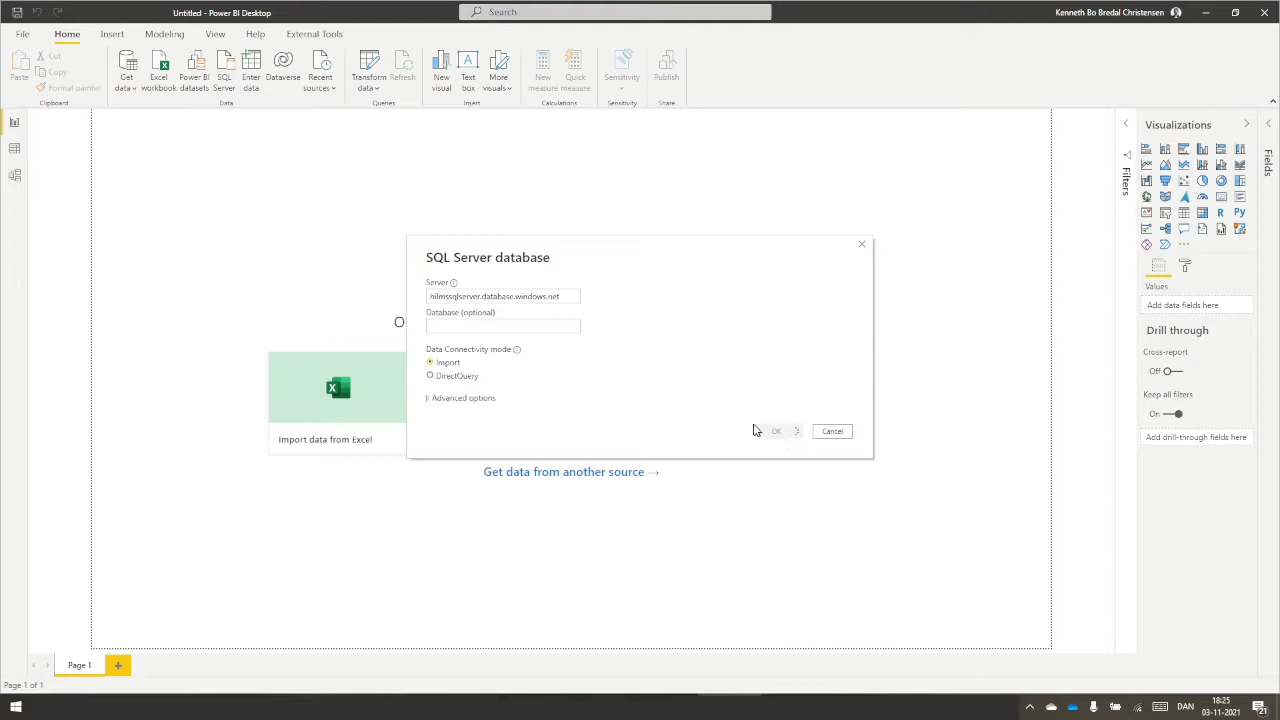 Untitled - Power BI Desktop
Search
Kenneth Bo Bredal Christensen
File
Home
Insert
Modeling
View
Help
External Tools
Paste
Cut
Copy
Format painter
Clipboard
Get data
Excel workbook
Power BI datasets
SQL Server
Enter data
Dataverse
Recent sources
Data
Transform data
Refresh
Queries
New visual
Text box
More visuals
Insert
New measure
Quick measure
Calculations
Sensitivity
Sensitivity
Publish
Share
Filters
Visualizations
Fields
R
Py
Values
Add data fields here
Drill through
Cross-report
Off
Keep all filters
On
Add drill-through fields here
O
Import data from Excel
Get data from another source →
SQL Server database
Server
hilmssqlserver.database.windows.net
Database (optional)
Data Connectivity mode
Import
DirectQuery
Advanced options
OK
Cancel
Page 1
Page 1 of 1
DAN
18:25
03-11-2021